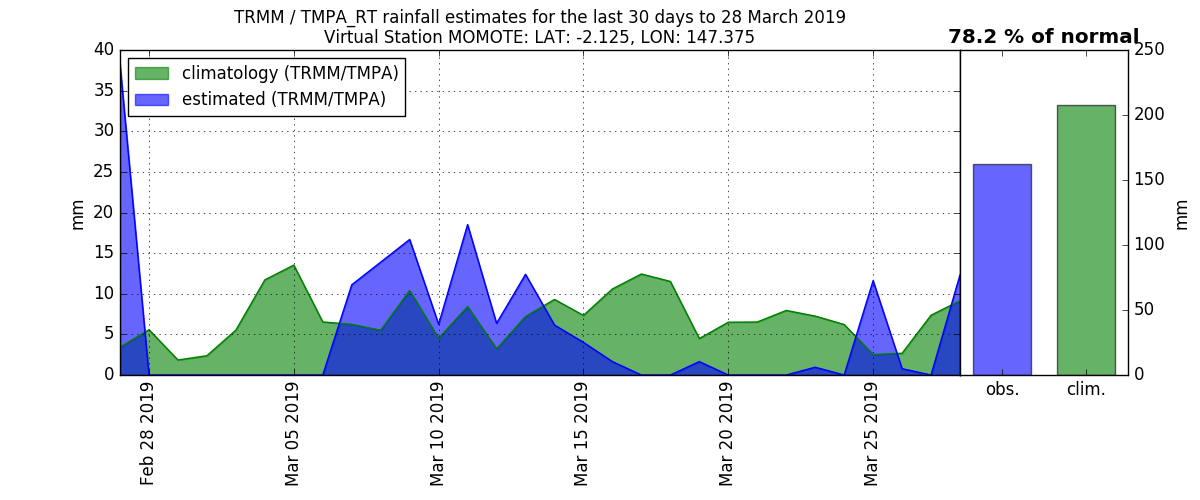 TRMM / TMPA_RT rainfall estimates for the last 30 days to 28 March 2019
Virtual Station MOMOTE: LAT: -2.125, LON: 147.375
78.2 % of normal
climatology (TRMM/TMPA)
estimated (TRMM/TMPA)
40
35
30
25
20
15
10
5
0
mm
Feb 28 2019
Mar 05 2019
Mar 10 2019
Mar 15 2019
Mar 20 2019
Mar 25 2019
obs.
clim.
250
200
150
100
50
0
mm